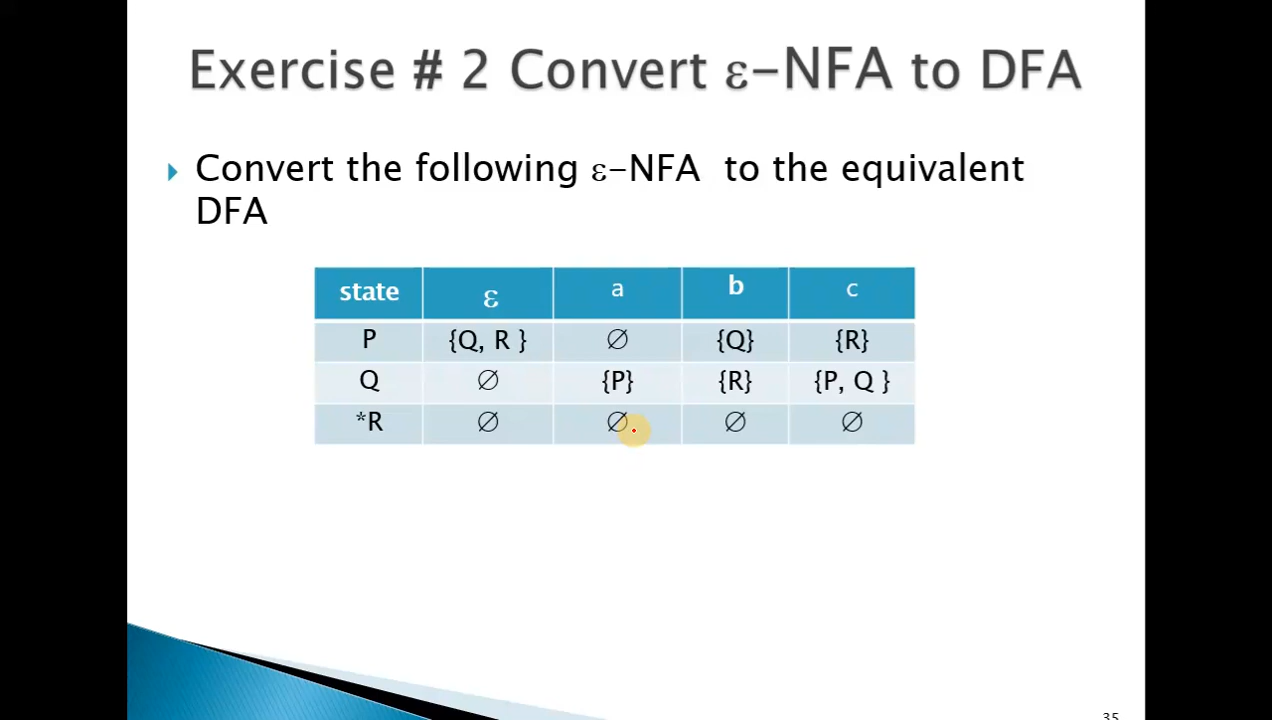 Exercise # 2 Convert ε-NFA to DFA
Convert the following ε-NFA to the equivalent
DFA
state ε a b c
P {Q, R } ∅ {Q} {R}
Q ∅ {P} {R} {P, Q }
*R ∅ ∅ ∅ ∅
35